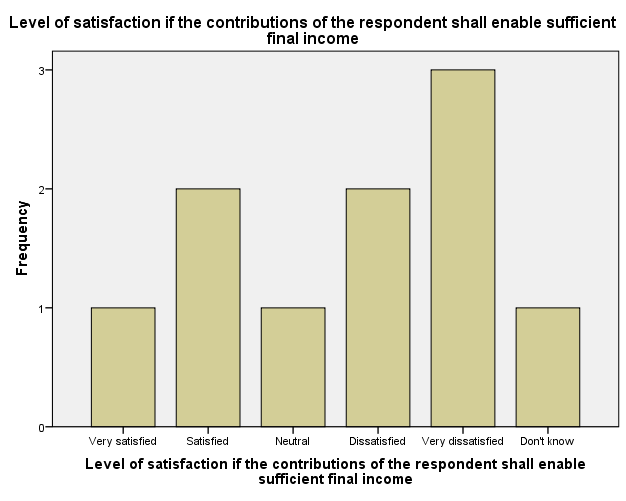 Level of satisfaction if the contributions of the respondent shall enable sufficient
final income
3
2
1
0
Frequency
Very satisfied
Satisfied
Neutral
Dissatisfied
Very dissatisfied
Don't know
Level of satisfaction if the contributions of the respondent shall enable
sufficient final income